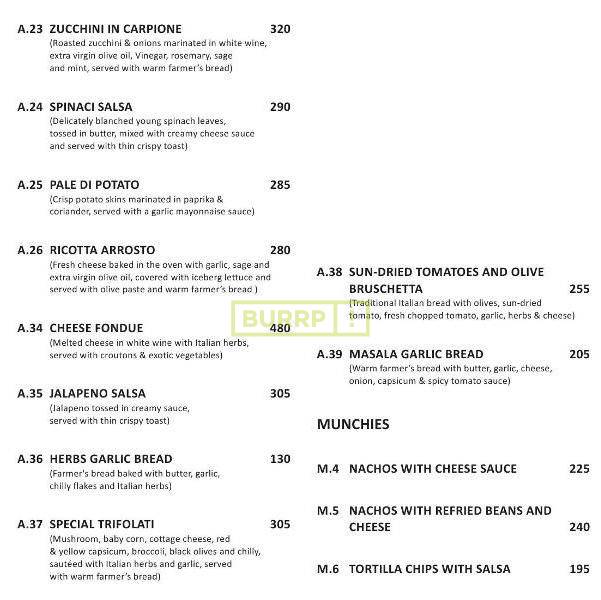 A.23 ZUCCHINI IN CARPIONE 320
(Roasted zucchini & onions marinated in white wine,
extra virgin olive oil, Vinegar, rosemary, sage
and mint, served with warm farmer's bread)
A.24 SPINACI SALSA 290
(Delicately blanched young spinach leaves,
tossed in butter, mixed with creamy cheese sauce
and served with thin crispy toast)
A.25 PALE DI POTATO 285
(Crisp potato skins marinated in paprika &
coriander, served with a garlic mayonnaise sauce)
A.26 RICOTTA ARROSTO 280
(Fresh cheese baked in the oven with garlic, sage and
extra virgin olive oil, covered with iceberg lettuce and
served with olive paste and warm farmer's bread )
A.34 CHEESE FONDUE 480
(Melted cheese in white wine with Italian herbs,
served with croutons & exotic vegetables)
A.35 JALAPENO SALSA 305
(Jalapeno tossed in creamy sauce,
served with thin crispy toast)
A.36 HERBS GARLIC BREAD 130
(Farmer's bread baked with butter, garlic,
chilly flakes and Italian herbs)
A.37 SPECIAL TRIFOLATI 305
(Mushroom, baby corn, cottage cheese, red
& yellow capsicum, broccoli, black olives and chilly,
sautéed with Italian herbs and garlic, served
with warm farmer's bread)
A.38 SUN-DRIED TOMATOES AND OLIVE
BRUSCHETTA 255
(Traditional Italian bread with olives, sun-dried
tomato, fresh chopped tomato, garlic, herbs & cheese)
A.39 MASALA GARLIC BREAD 205
(Warm farmer's bread with butter, garlic, cheese,
onion, capsicum & spicy tomato sauce)
MUNCHIES
M.4 NACHOS WITH CHEESE SAUCE 225
M.5 NACHOS WITH REFRIED BEANS AND
CHEESE 240
M.6 TORTILLA CHIPS WITH SALSA 195
BURRP !